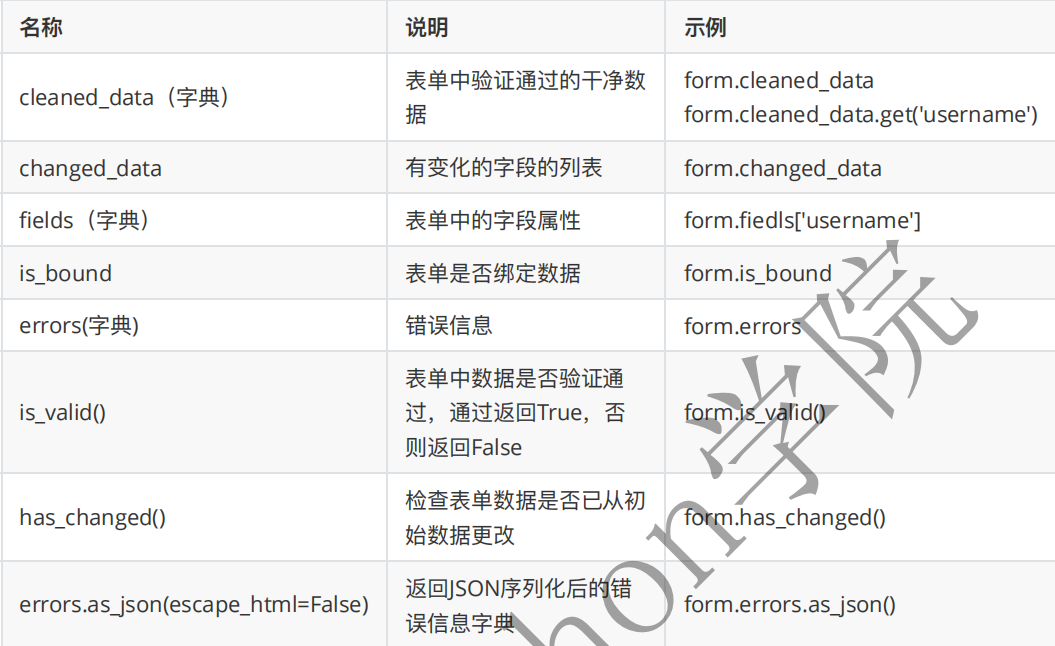 名称 说明 示例
cleaned_data（字典） 表单中验证通过的干净数 form.cleaned_data
据 form.cleaned_data.get('username')
changed_data 有变化的字段的列表 form.changed_data
fields（字典） 表单中的字段属性 form.fiedls['username']
is_bound 表单是否绑定数据 form.is_bound
errors(字典) 错误信息 form.errors
表单中数据是否验证通
is_valid() 过，通过返回True，否 form.is_valid()
则返回False
has_changed() 检查表单数据是否已从初 form.has_changed()
始数据更改
errors.as_json(escape_html=False) 返回JSON序列化后的错 form.errors.as_json()
误信息字典
hon学院